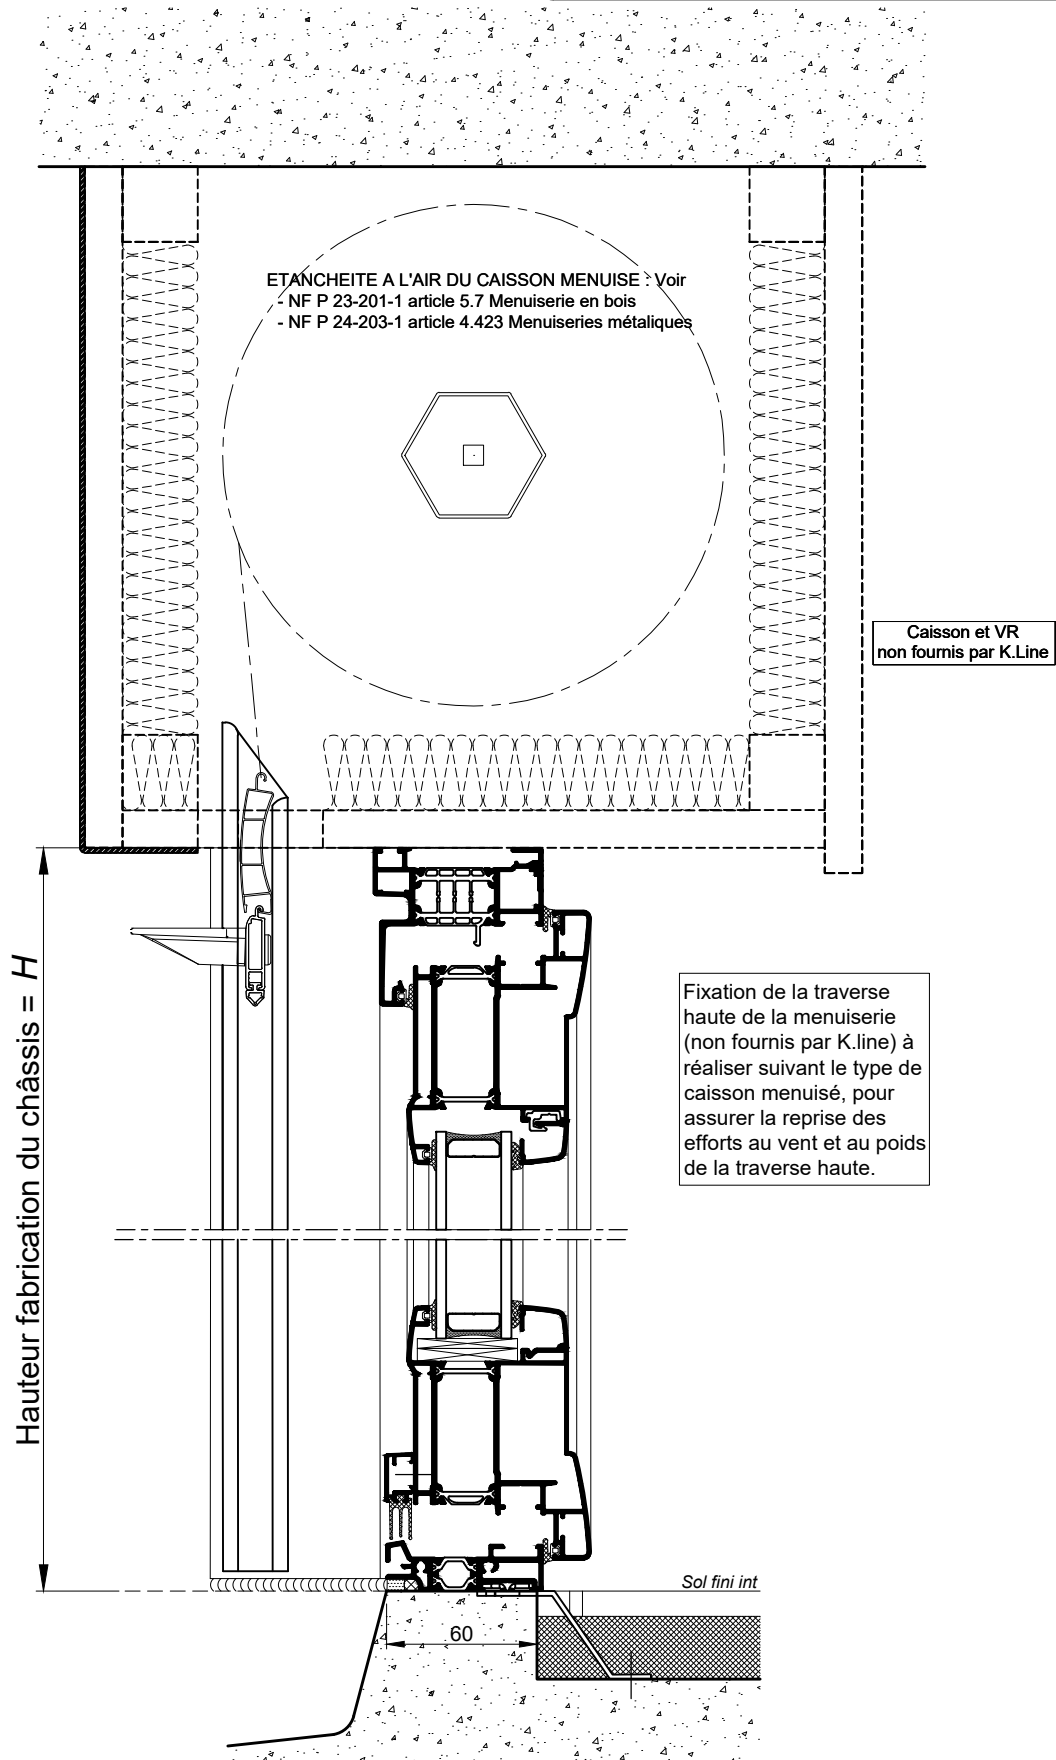 ETANCHEITE A L'AIR DU CAISSON MENUISE : Voir
- NF P 23-201-1 article 5.7 Menuiserie en bois
- NF P 24-203-1 article 4.423 Menuiseries métaliques
Caisson et VR
non fournis par K.Line
Hauteur fabrication du châssis = H
Fixation de la traverse
haute de la menuiserie
(non fournis par K.line) à
réaliser suivant le type de
caisson menuisé, pour
assurer la reprise des
efforts au vent et au poids
de la traverse haute.
Sol fini int
60